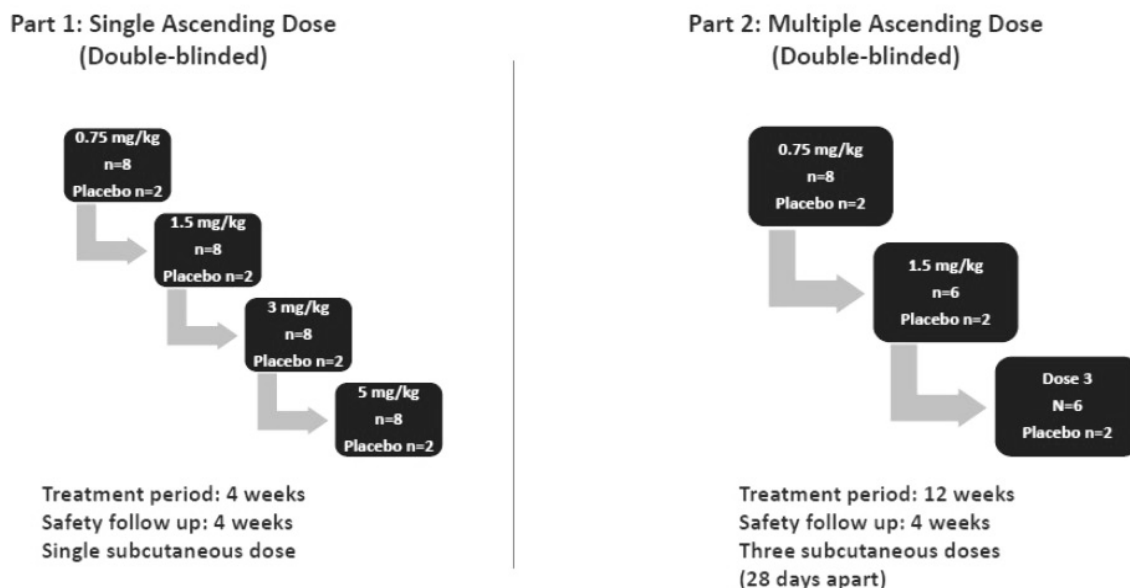 Part 1: Single Ascending Dose
(Double-blinded)
0.75 mg/kg
n=8
Placebo n=2
1.5 mg/kg
n=8
Placebo n=2
3 mg/kg
n=8
Placebo n=2
5 mg/kg
n=8
Placebo n=2
Treatment period: 4 weeks
Safety follow up: 4 weeks
Single subcutaneous dose
Part 2: Multiple Ascending Dose
(Double-blinded)
0.75 mg/kg
n=8
Placebo n=2
1.5 mg/kg
n=6
Placebo n=2
Dose 3
N=6
Placebo n=2
Treatment period: 12 weeks
Safety follow up: 4 weeks
Three subcutaneous doses
(28 days apart)